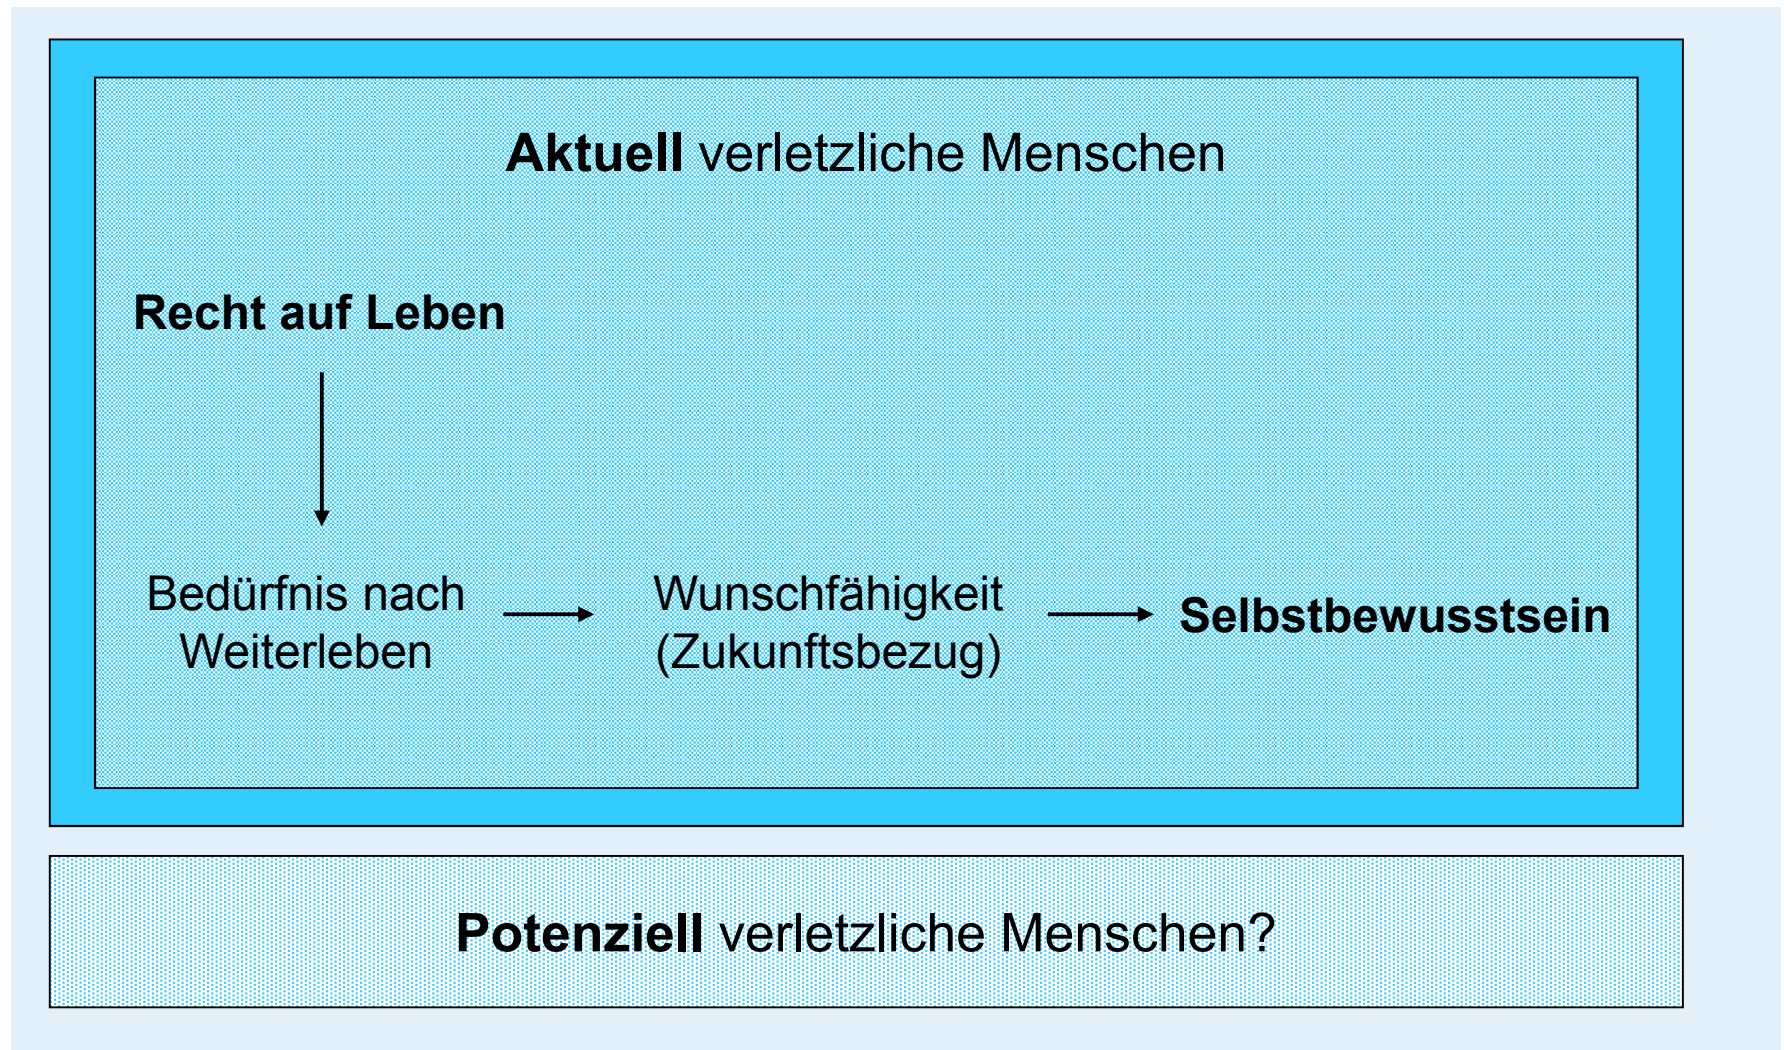 Aktuell verletzliche Menschen
Recht auf Leben
Bedürfnis nach
Weiterleben
Wunschfähigkeit
(Zukunftsbezug)
Selbstbewusstsein
Potenziell verletzliche Menschen?